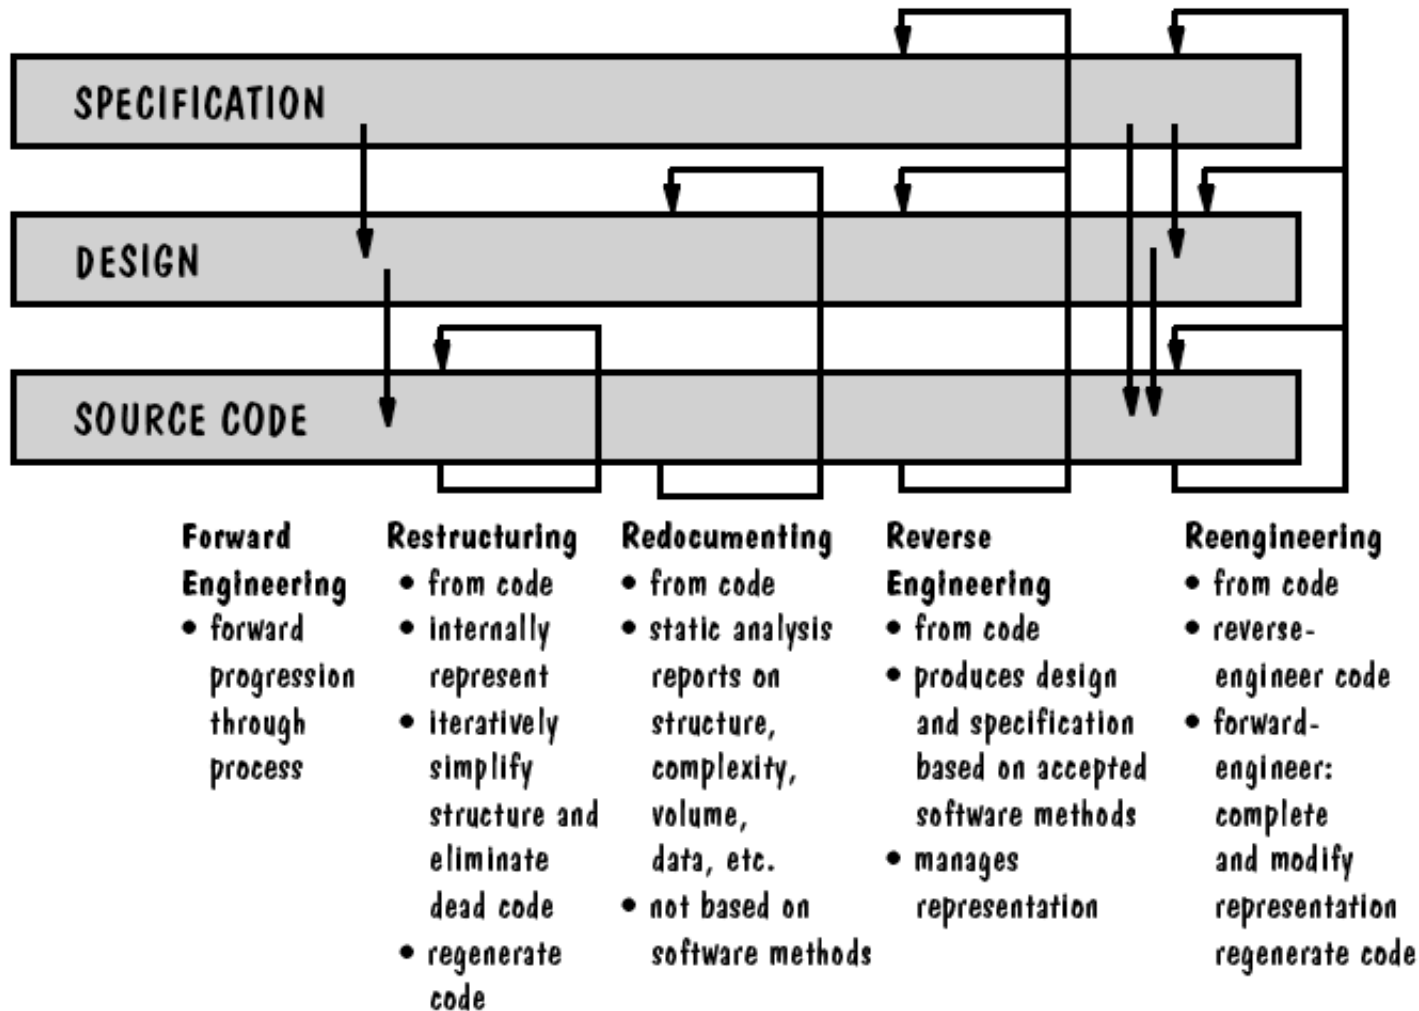 SPECIFICATION
DESIGN
SOURCE CODE
Forward
Engineering
• forward
progression
through
process
Restructuring
• from code
• internally
represent
• iteratively
simplify
structure and
eliminate
dead code
• regenerate
code
Redocumenting
• from code
• static analysis
reports on
structure,
complexity,
volume,
data, etc.
• not based on
software methods
Reverse
Engineering
• from code
• produces design
and specification
based on accepted
software methods
• manages
representation
Reengineering
• from code
• reverse-
engineer code
• forward-
engineer:
complete
and modify
representation
regenerate code